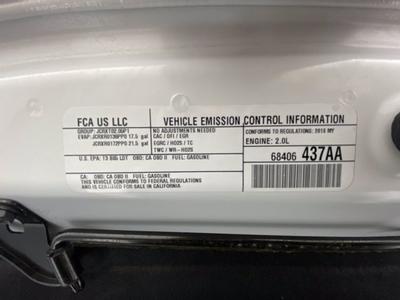 FCA US LLC
VEHICLE EMISSION CONTROL INFORMATION
GROUP: JCRXT02.05P1
EVAP: JCRXR0138PP0 17.5 gal
JCRXR0172PP0 21.5 gal
NO ADJUSTMENTS NEEDED
CAC / DFI / EGR
EGRC / HO2S / TC
TWC / WR-HO2S
CONFORMS TO REGULATIONS: 2018 MY
ENGINE: 2.0L
U.S. EPA: T3 B85 LDT OBD: CA OBD II FUEL: GASOLINE
68406 437AA
CA: OBD: CA OBD II FUEL: GASOLINE
THIS VEHICLE CONFORMS TO FEDERAL REGULATIONS
AND IS CERTIFIED FOR SALE IN CALIFORNIA